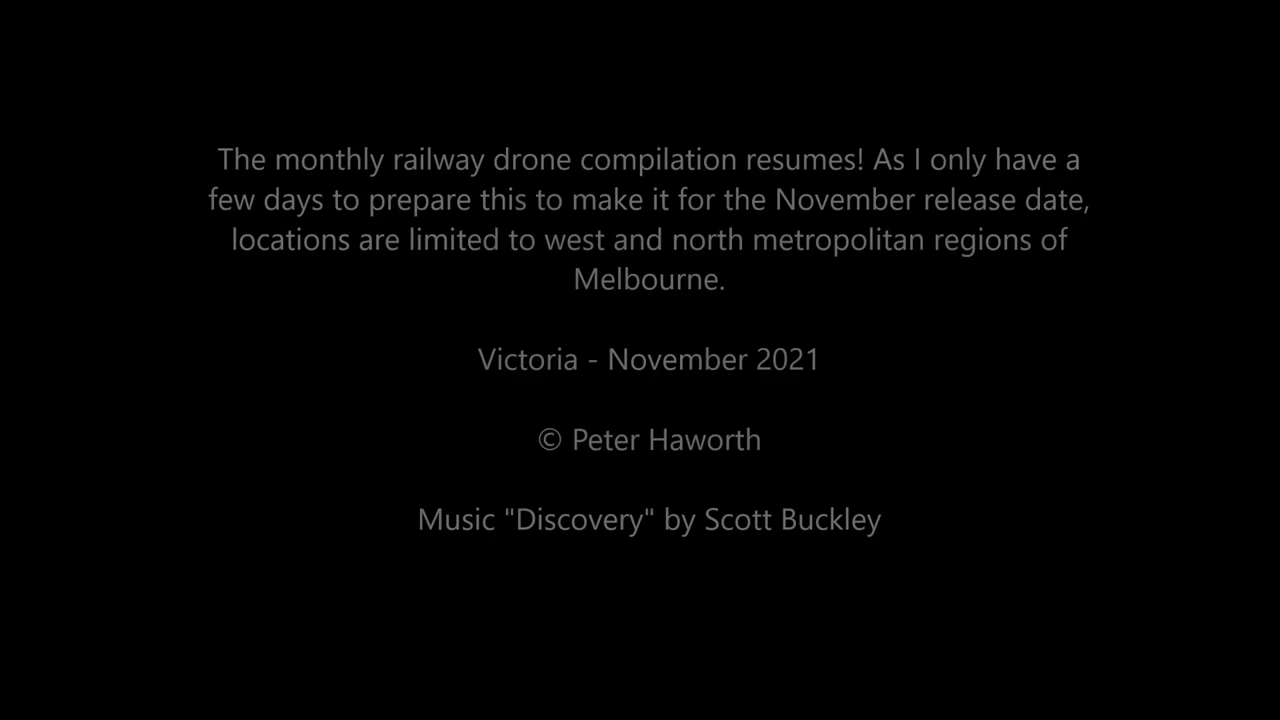 The monthly railway drone compilation resumes! As I only have a
few days to prepare this to make it for the November release date,
locations are limited to west and north metropolitan regions of
Melbourne.
Victoria - November 2021
© Peter Haworth
Music "Discovery" by Scott Buckley